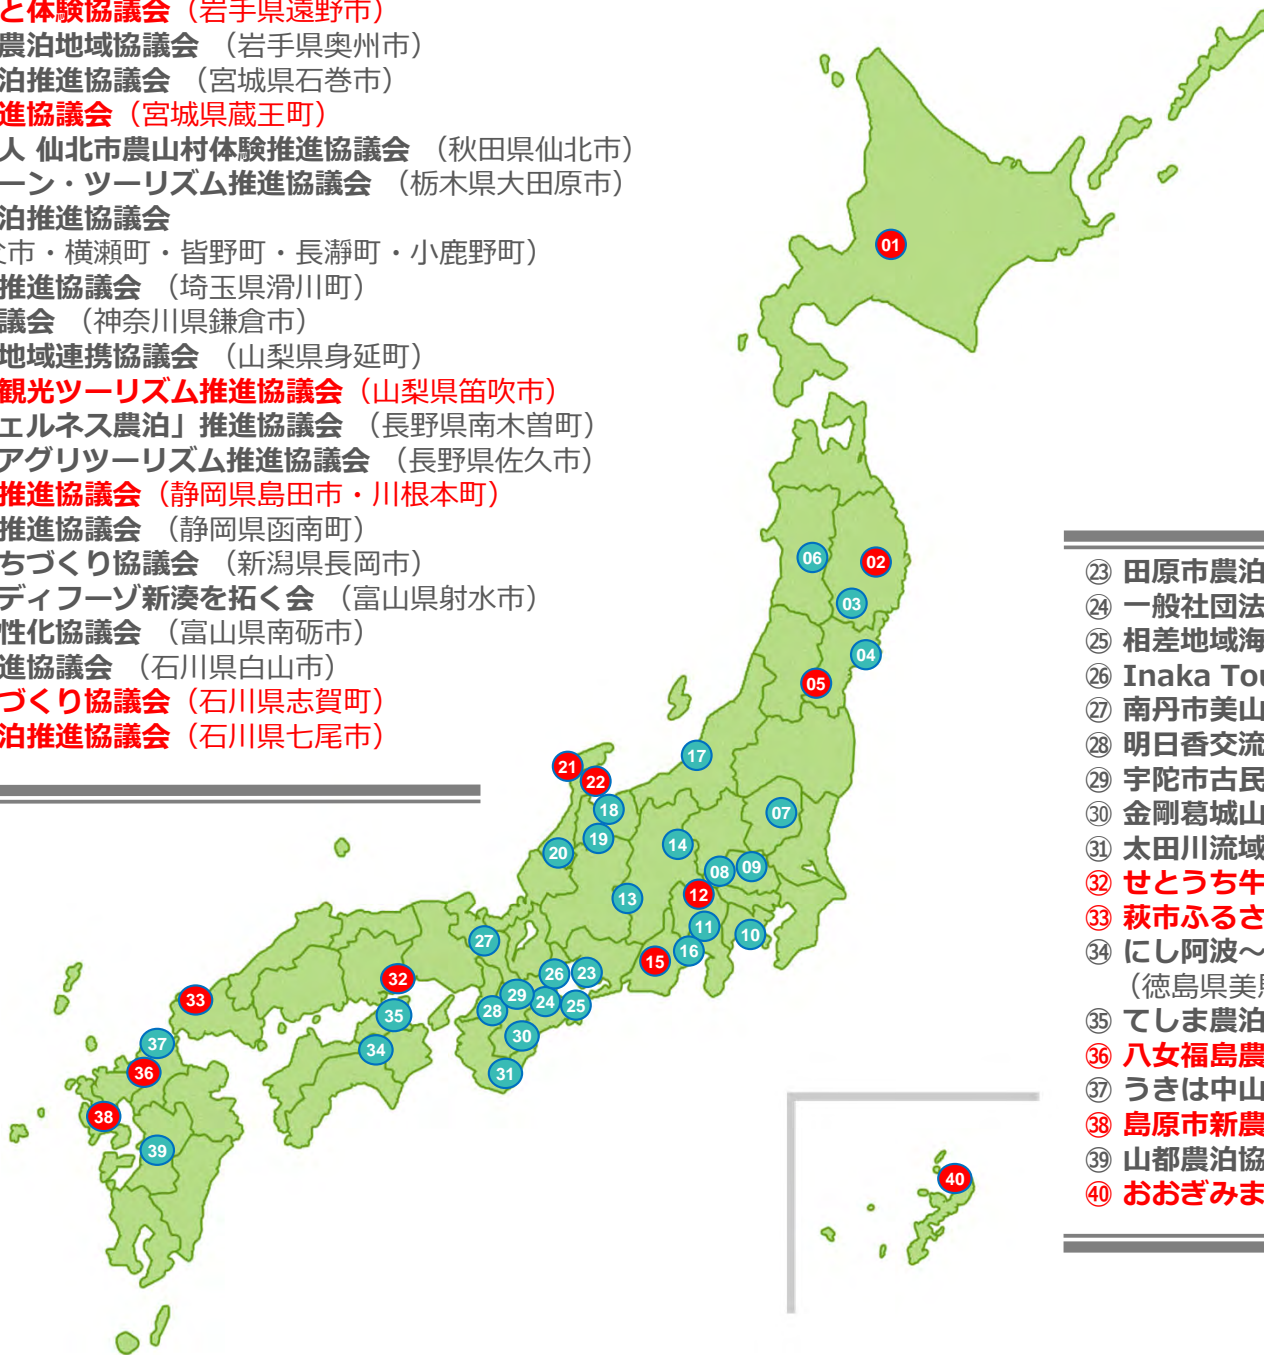 と体験協議会（岩手県遠野市）
農泊地域協議会 （岩手県奥州市）
泊推進協議会 （宮城県石巻市）
進協議会（宮城県蔵王町）
人 仙北市農山村体験推進協議会 （秋田県仙北市）
ーン・ツーリズム推進協議会 （栃木県大田原市）
泊推進協議会
市・横瀬町・皆野町・長瀞町・小鹿野町）
推進協議会 （埼玉県滑川町）
議会 （神奈川県鎌倉市）
地域連携協議会 （山梨県身延町）
観光ツーリズム推進協議会（山梨県笛吹市）
ェルネス農泊」推進協議会 （長野県南木曽町）
アグリツーリズム推進協議会 （長野県佐久市）
推進協議会（静岡県島田市・川根本町）
推進協議会 （静岡県函南町）
ちづくり協議会 （新潟県長岡市）
ディフーゾ新湊を拓く会 （富山県射水市）
性化協議会 （富山県南砺市）
進協議会 （石川県白山市）
づくり協議会（石川県志賀町）
泊推進協議会（石川県七尾市）
01
06
02
03
04
05
17
21
22
18
07
19
14
20
08
09
12
13
11
10
27
16
15
26
23
32
29
33
24
25
28
35
30
37
34
36
31
38
39
40
㉓ 田原市農泊
㉔ 一般社団法
㉕ 相差地域海
㉖ Inaka Tou
㉗ 南丹市美山
㉘ 明日香交流
㉙ 宇陀市古民
㉚ 金剛葛城山
㉛ 太田川流域
㉜ せとうち牛
㉝ 萩市ふるさ
㉞ にし阿波～
（徳島県美馬
㉟ てしま農泊
㊱ 八女福島農
㊲ うきは中山
㊳ 島原市新農
㊴ 山都農泊協
㊵ おおぎみま